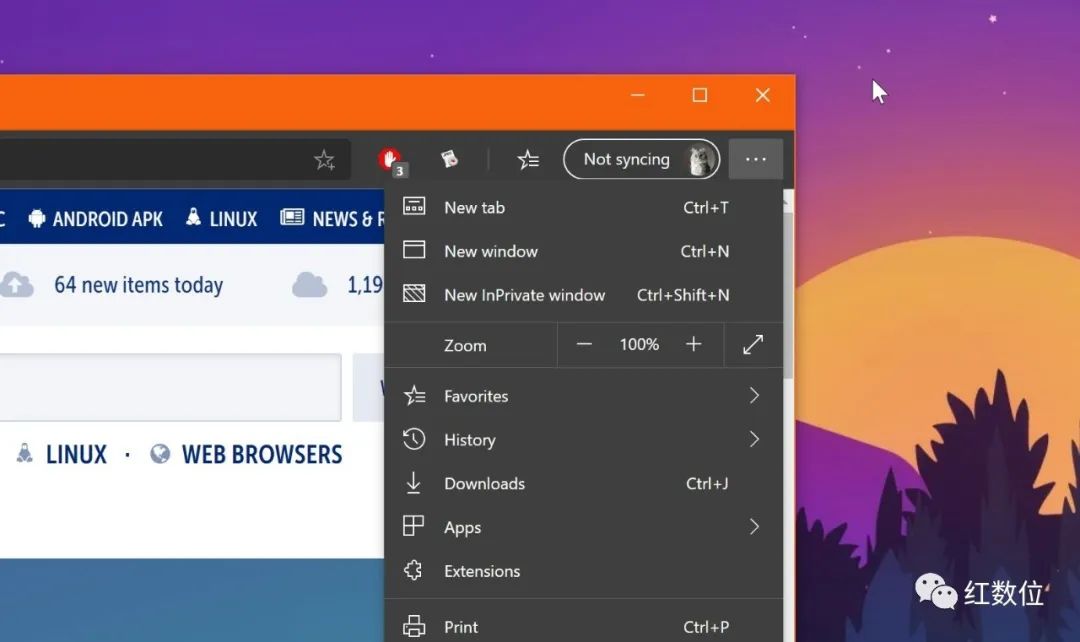 Not syncing
3
C ANDROID APK LINUX NEWS & R
64 new items today 1,19
LINUX · WEB BROWSERS
New tab Ctrl+T
New window Ctrl+N
New InPrivate window Ctrl+Shift+N
Zoom 100%
Favorites
History
Downloads Ctrl+J
Apps
Extensions
Print Ctrl+P
红数位